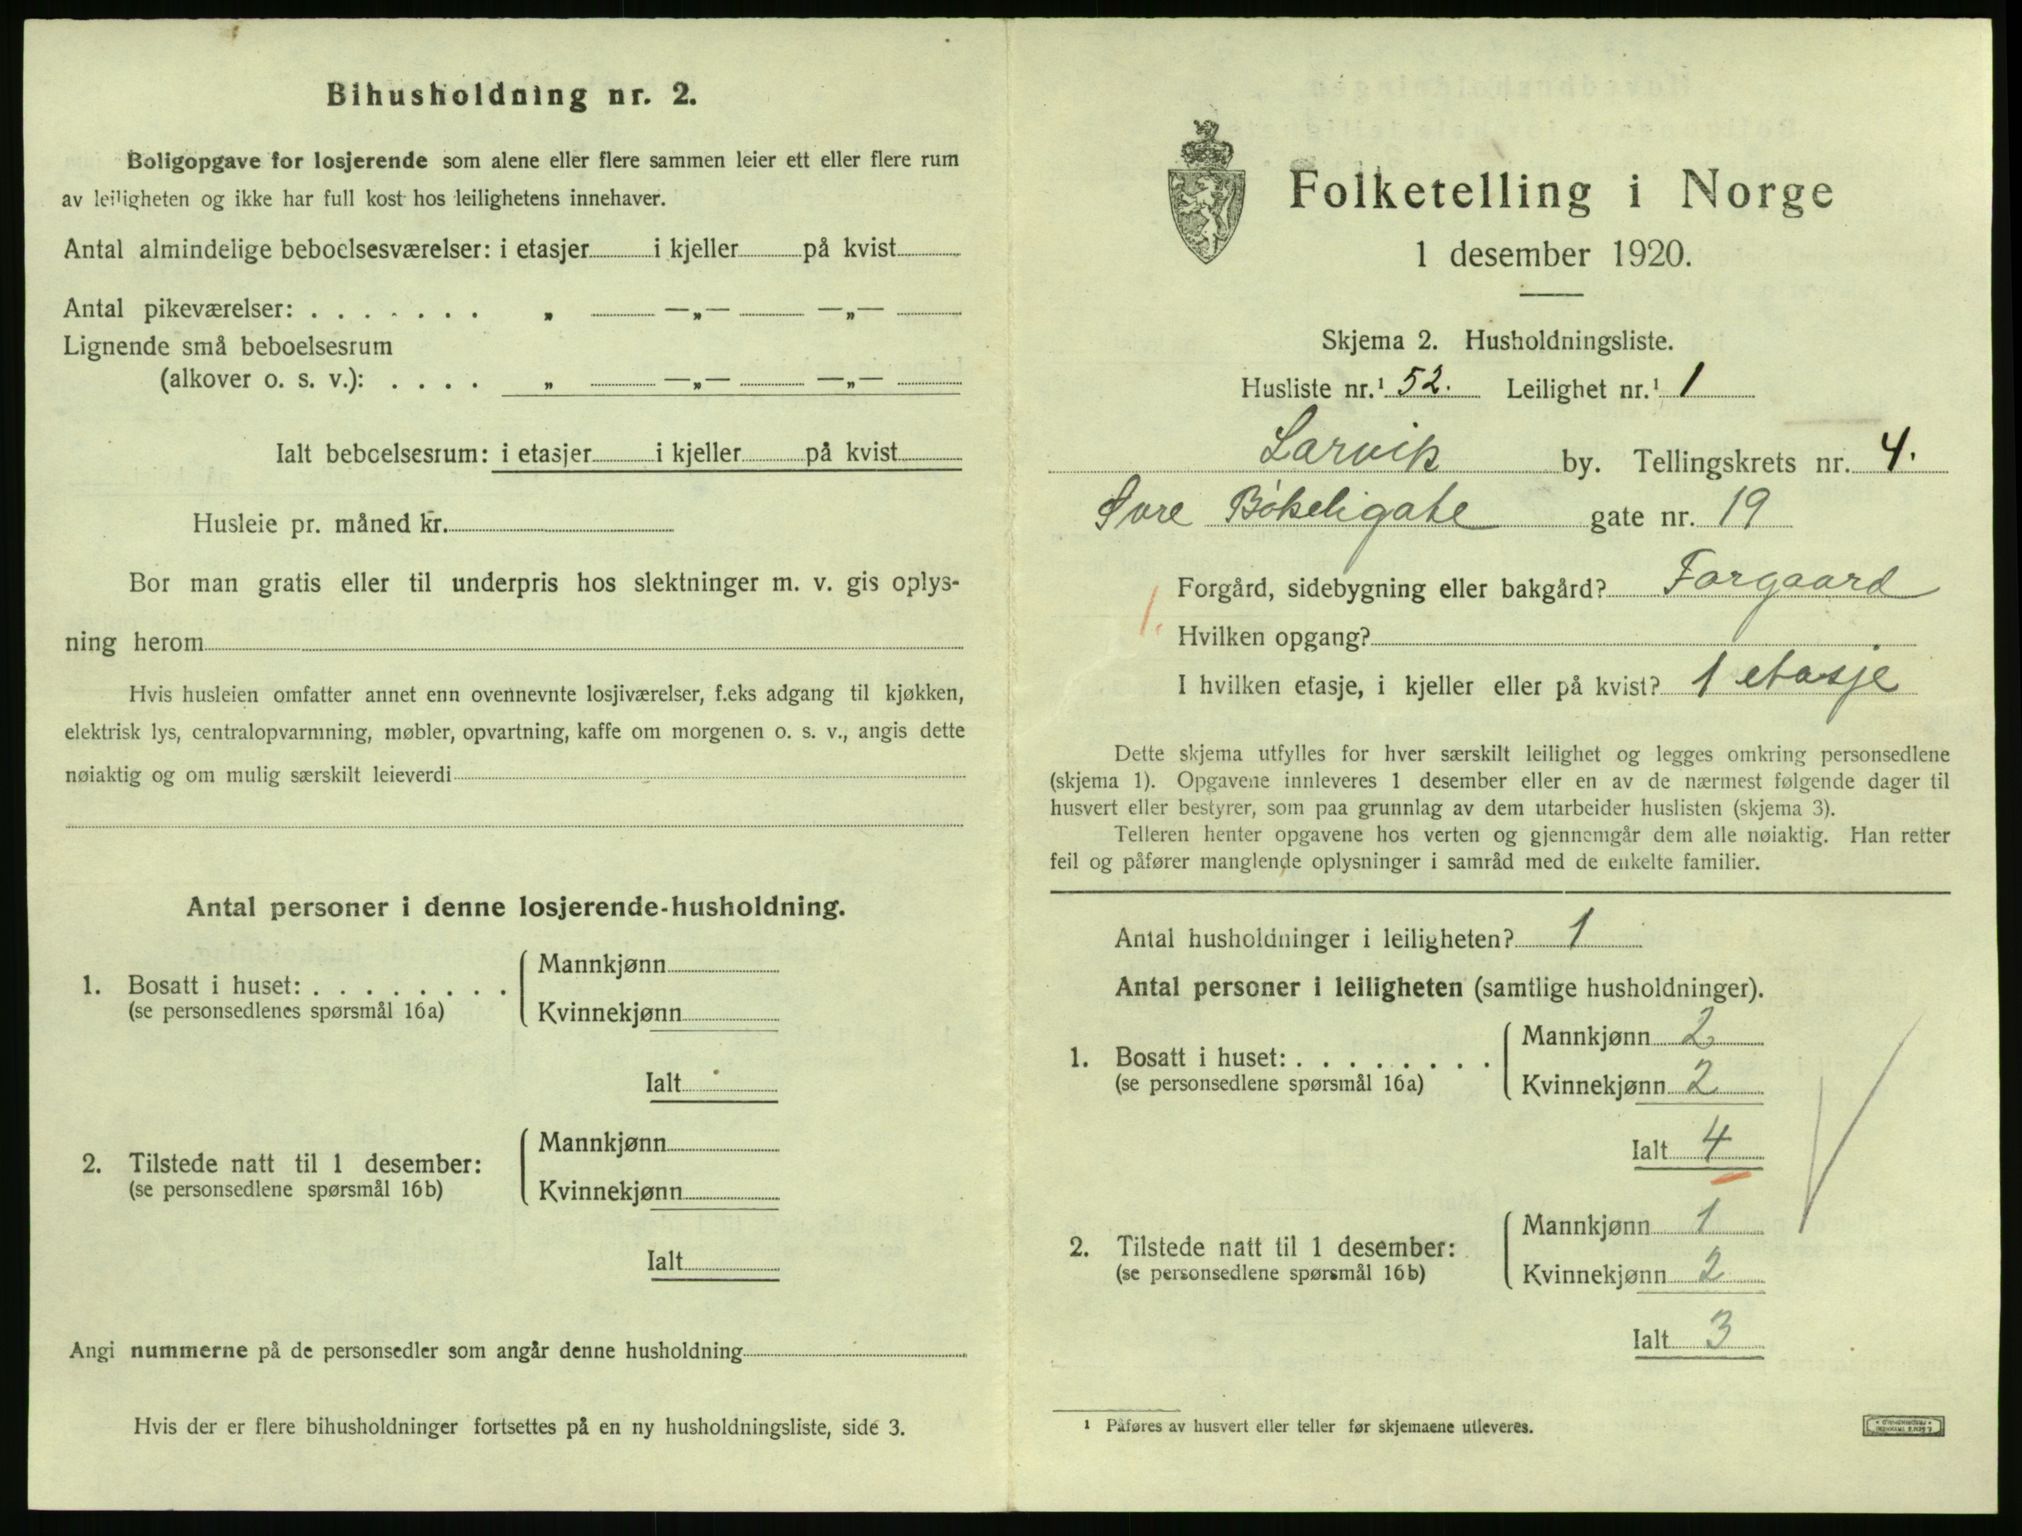 Bihusholdning nr. 2.
Boligopgave for losjerende som alene eller flere sammen leier ett eller flere rum
av leiligheten og ikke har full kost hos leilighetens innehaver.
Antal almindelige beboelsesværelser: i etasjer i kjeller på kvist
Antal pikeværelser: . . . . . . . „ —„— —„—
Lignende små beboelsesrum
(alkover o. s. v.): . . . . „ —„— —„—
Ialt beboelsesrum: i etasjer i kjeller på kvist
Husleie pr. måned kr.
Bor man gratis eller til underpris hos slektninger m. v. gis oplys-
ning herom
Hvis husleien omfatter annet enn ovennevnte losjiværelser, f.eks adgang til kjøkken,
elektrisk lys, centralopvarmning, møbler, opvartning, kaffe om morgenen o. s. v., angis dette
nøiaktig og om mulig særskilt leieverdi
Antal personer i denne losjerende-husholdning.
1. Bosatt i huset: . . . . . . . . Mannkjønn
(se personsedlenes spørsmål 16a) Kvinnekjønn
Ialt
2. Tilstede natt til 1 desember: Mannkjønn
(se personsedlene spørsmål 16b) Kvinnekjønn
Ialt
Angi nummerne på de personsedler som angår denne husholdning
Hvis der er flere bihusholdninger fortsettes på en ny husholdningsliste, side 3.
Folketelling i Norge
1 desember 1920.
Skjema 2. Husholdningsliste.
Husliste nr.¹ 52. Leilighet nr.¹ 1
Larvik by. Tellingskrets nr. 4.
Øvre Bökeligate gate nr. 19
Forgård, sidebygning eller bakgård? Forgaard
1.
Hvilken opgang?
I hvilken etasje, i kjeller eller på kvist? 1 etasje
Dette skjema utfylles for hver særskilt leilighet og legges omkring personsedlene
(skjema 1). Opgavene innleveres 1 desember eller en av de nærmest følgende dager til
husvert eller bestyrer, som paa grunnlag av dem utarbeider huslisten (skjema 3).
Telleren henter opgavene hos verten og gjennemgår dem alle nøiaktig. Han retter
feil og påfører manglende oplysninger i samråd med de enkelte familier.
Antal husholdninger i leiligheten? 1
Antal personer i leiligheten (samtlige husholdninger).
1. Bosatt i huset: . . . . . . . . Mannkjønn 2
(se personsedlene spørsmål 16a) Kvinnekjønn 2
Ialt 4
2. Tilstede natt til 1 desember: Mannkjønn 1
(se personsedlene spørsmål 16b) Kvinnekjønn 2
Ialt 3
¹ Påføres av husvert eller teller før skjemaene utleveres.